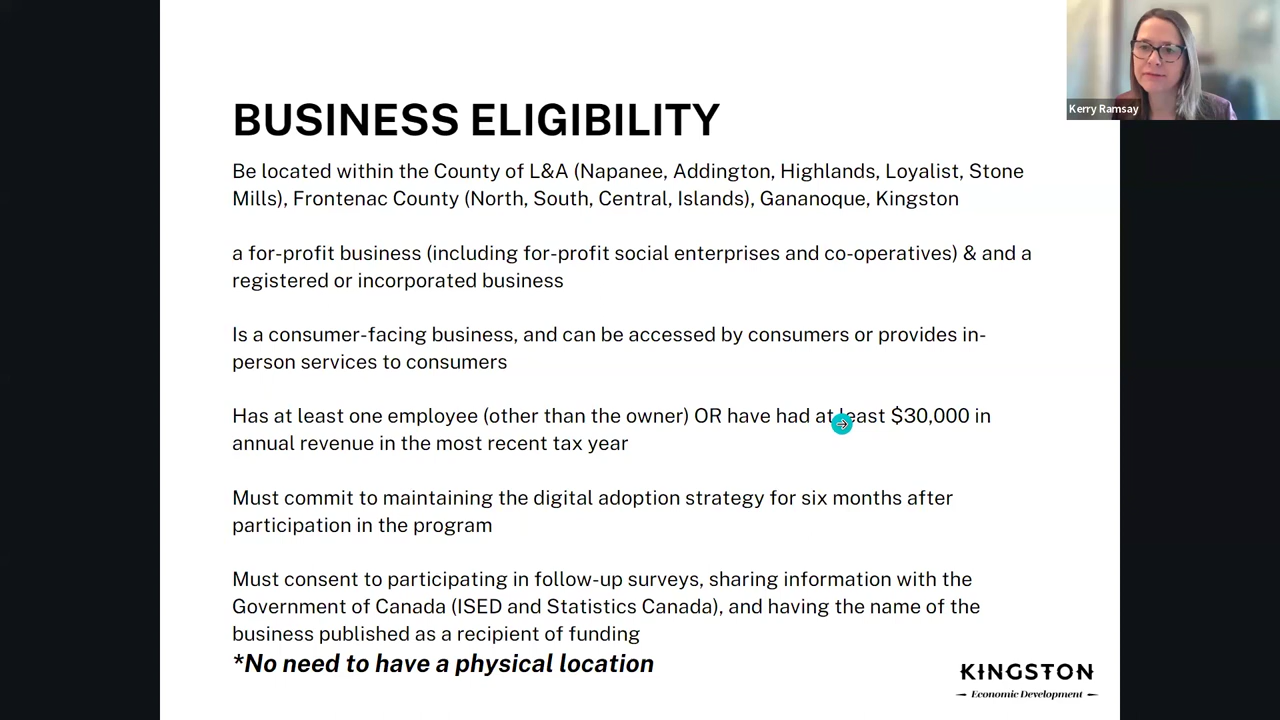 Kerry Ramsay
BUSINESS ELIGIBILITY
Be located within the County of L&A (Napanee, Addington, Highlands, Loyalist, Stone
Mills), Frontenac County (North, South, Central, Islands), Gananoque, Kingston
a for-profit business (including for-profit social enterprises and co-operatives) & and a
registered or incorporated business
Is a consumer-facing business, and can be accessed by consumers or provides in-
person services to consumers
Has at least one employee (other than the owner) OR have had at least $30,000 in
annual revenue in the most recent tax year
Must commit to maintaining the digital adoption strategy for six months after
participation in the program
Must consent to participating in follow-up surveys, sharing information with the
Government of Canada (ISED and Statistics Canada), and having the name of the
business published as a recipient of funding
*No need to have a physical location
KINGSTON
Economic Development